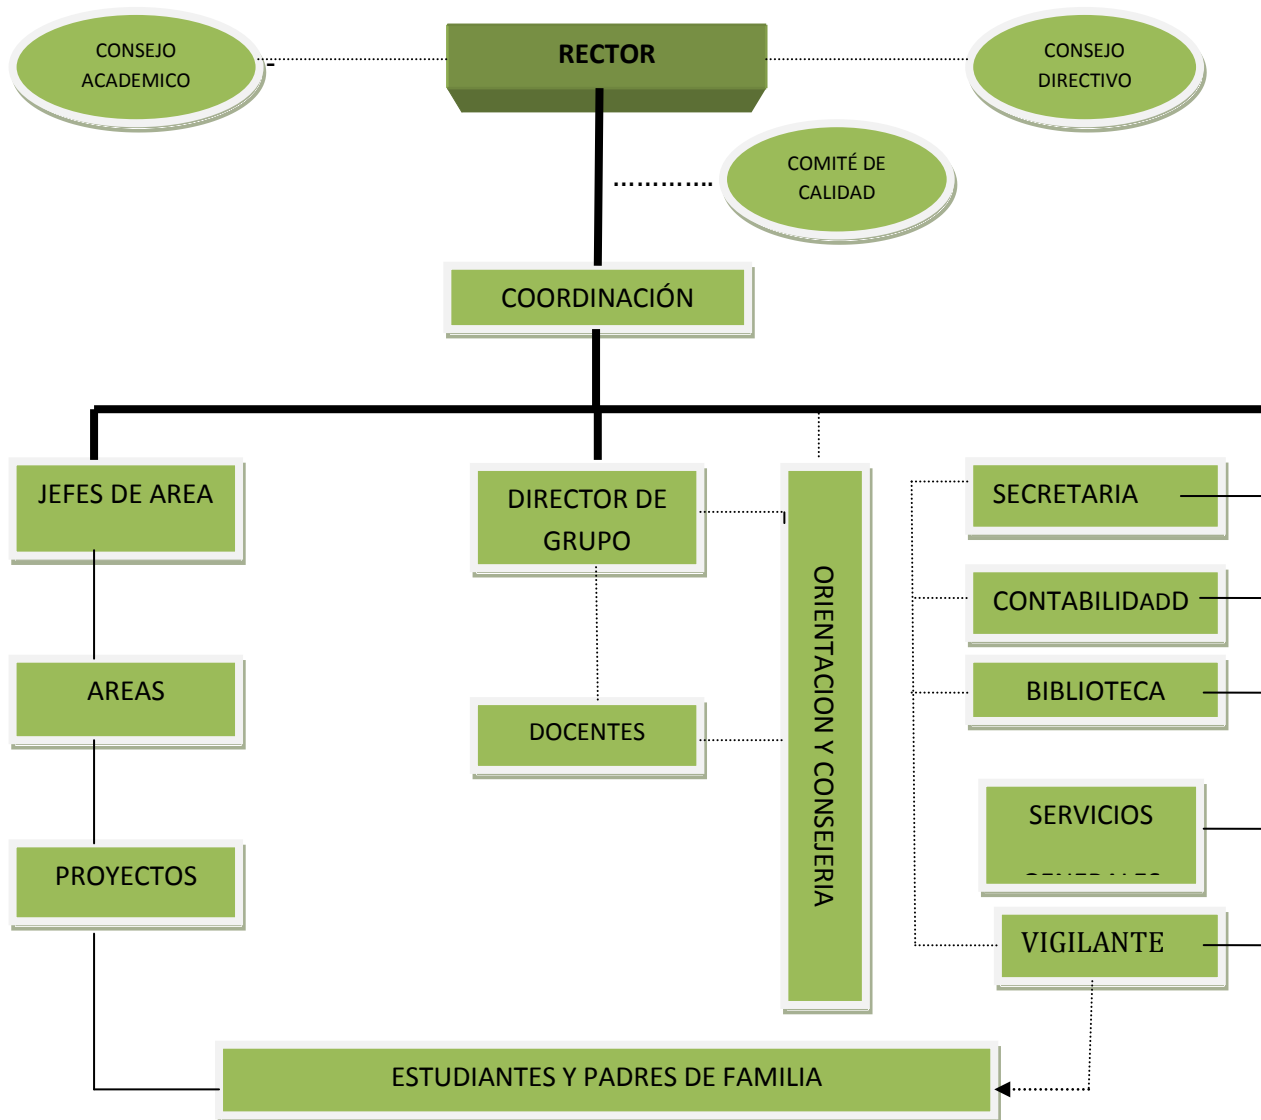 CONSEJO
ACADEMICO
-
RECTOR
CONSEJO
DIRECTIVO
COMITÉ DE
CALIDAD
COORDINACIÓN
JEFES DE AREA
DIRECTOR DE
GRUPO
ORIENTACION Y CONSEJERIA
SECRETARIA
CONTABILIDADD
BIBLIOTECA
AREAS
DOCENTES
SERVICIOS
PROYECTOS
VIGILANTE
ESTUDIANTES Y PADRES DE FAMILIA